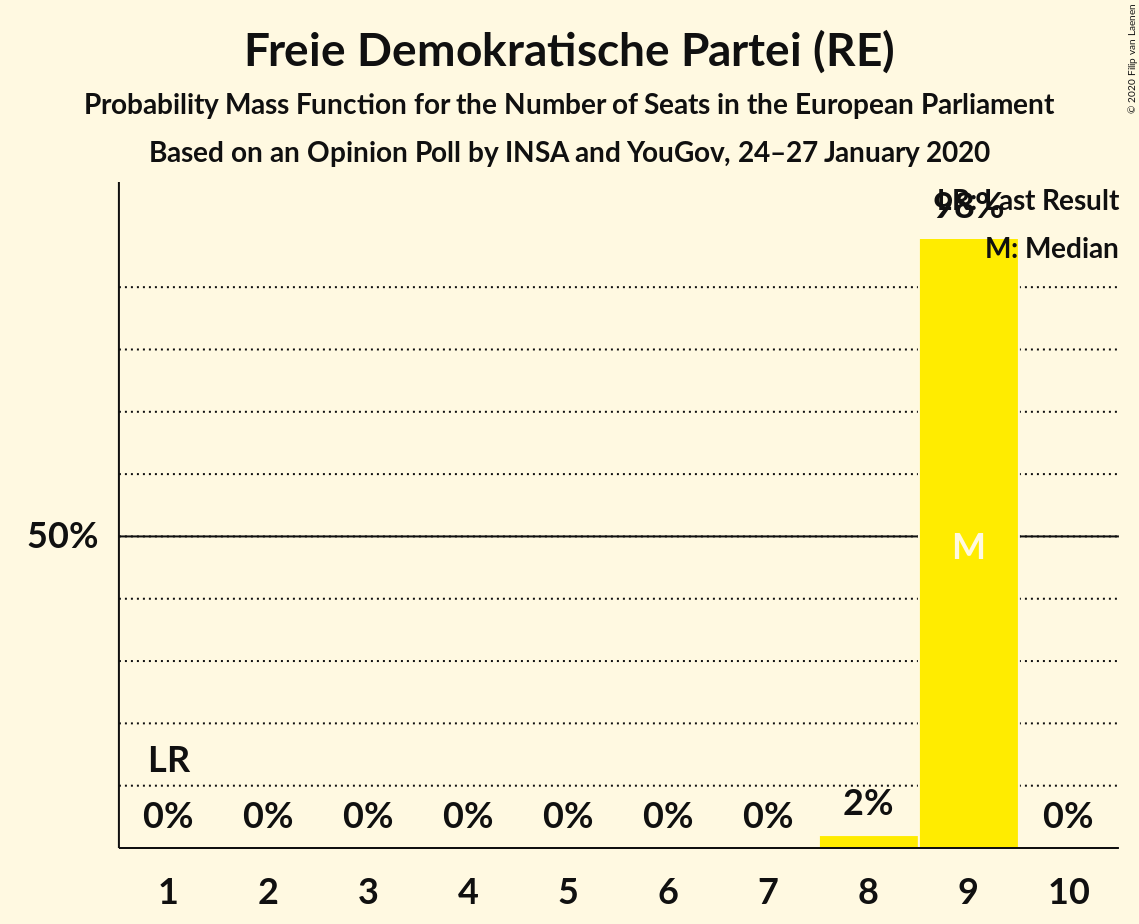 Freie Demokratische Partei (RE)
Probability Mass Function for the Number of Seats in the European Parliament
Based on an Opinion Poll by INSA and YouGov, 24–27 January 2020
© 2020 Filip van Laenen
98%
LR: Last Result
M: Median
50%
M
LR
0% 0% 0% 0% 0% 0% 0% 2% 0%
1 2 3 4 5 6 7 8 9 10